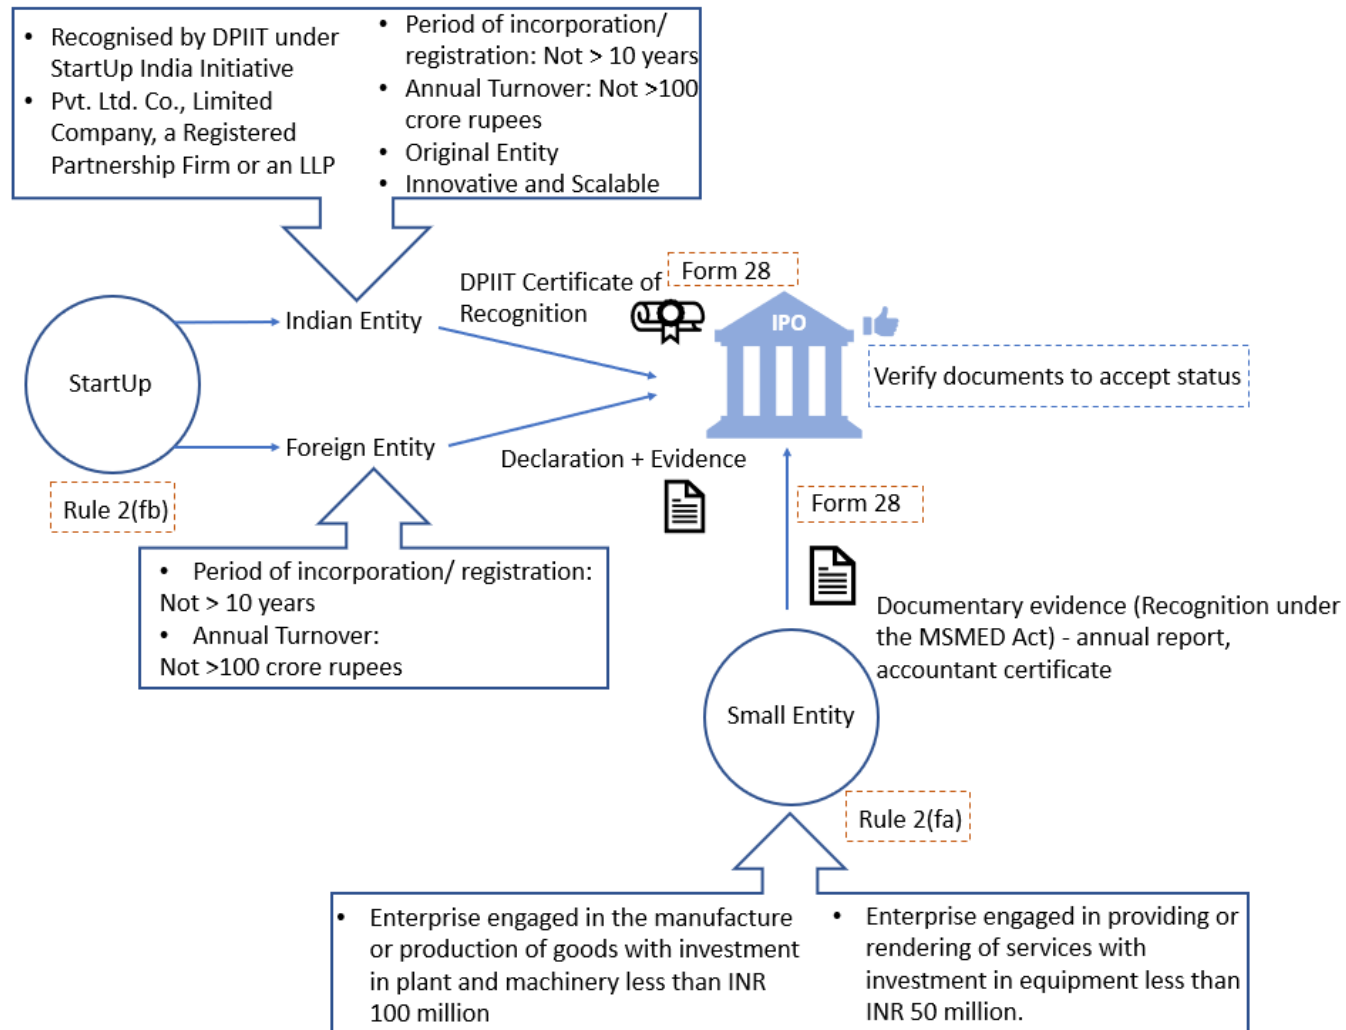 • Recognised by DPIIT under
StartUp India Initiative
• Pvt. Ltd. Co., Limited
Company, a Registered
Partnership Firm or an LLP
• Period of incorporation/
registration: Not > 10 years
• Annual Turnover: Not >100
crore rupees
• Original Entity
• Innovative and Scalable
StartUp
Rule 2(fb)
Indian Entity
Foreign Entity
DPIIT Certificate of
Recognition
Form 28
IPO
Verify documents to accept status
Declaration + Evidence
• Period of incorporation/ registration:
Not > 10 years
• Annual Turnover:
Not >100 crore rupees
Form 28
Documentary evidence (Recognition under
the MSMED Act) - annual report,
accountant certificate
Small Entity
Rule 2(fa)
• Enterprise engaged in the manufacture
or production of goods with investment
in plant and machinery less than INR
100 million
• Enterprise engaged in providing or
rendering of services with
investment in equipment less than
INR 50 million.